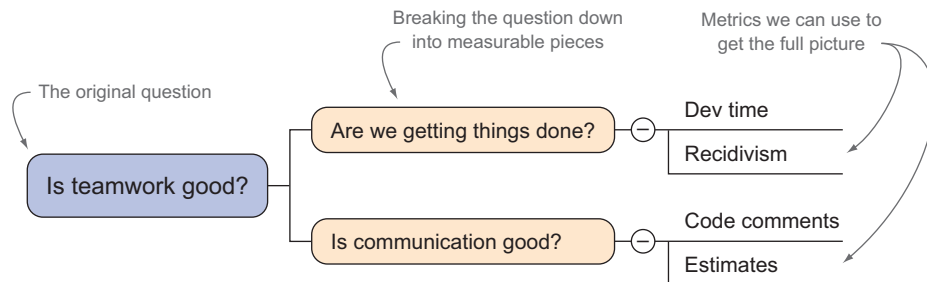 Breaking the question down
into measurable pieces
Metrics we can use to
get the full picture
The original question
Are we getting things done?
Dev time
Recidivism
Is teamwork good?
Is communication good?
Code comments
Estimates